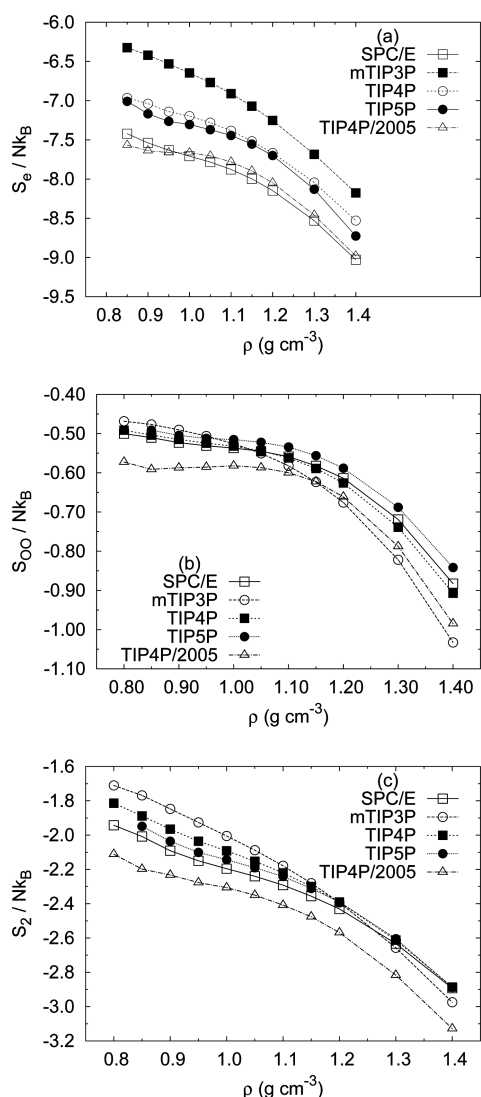 (a)
SPC/E
mTIP3P
TIP4P
TIP5P
TIP4P/2005
-6.0
-6.5
-7.0
-7.5
-8.0
-8.5
-9.0
-9.5
S_e / Nk_B
0.8 0.9 1.0 1.1 1.2 1.3 1.4
ρ (g cm⁻³)
-0.40
-0.50
-0.60
-0.70
-0.80
-0.90
-1.00
-1.10
S_OO / Nk_B
(b)
SPC/E
mTIP3P
TIP4P
TIP5P
TIP4P/2005
0.80 0.90 1.00 1.10 1.20 1.30 1.40
ρ (g cm⁻³)
(c)
SPC/E
mTIP3P
TIP4P
TIP5P
TIP4P/2005
-1.6
-1.8
-2.0
-2.2
-2.4
-2.6
-2.8
-3.0
-3.2
S_2 / Nk_B
0.8 0.9 1.0 1.1 1.2 1.3 1.4
ρ (g cm⁻³)